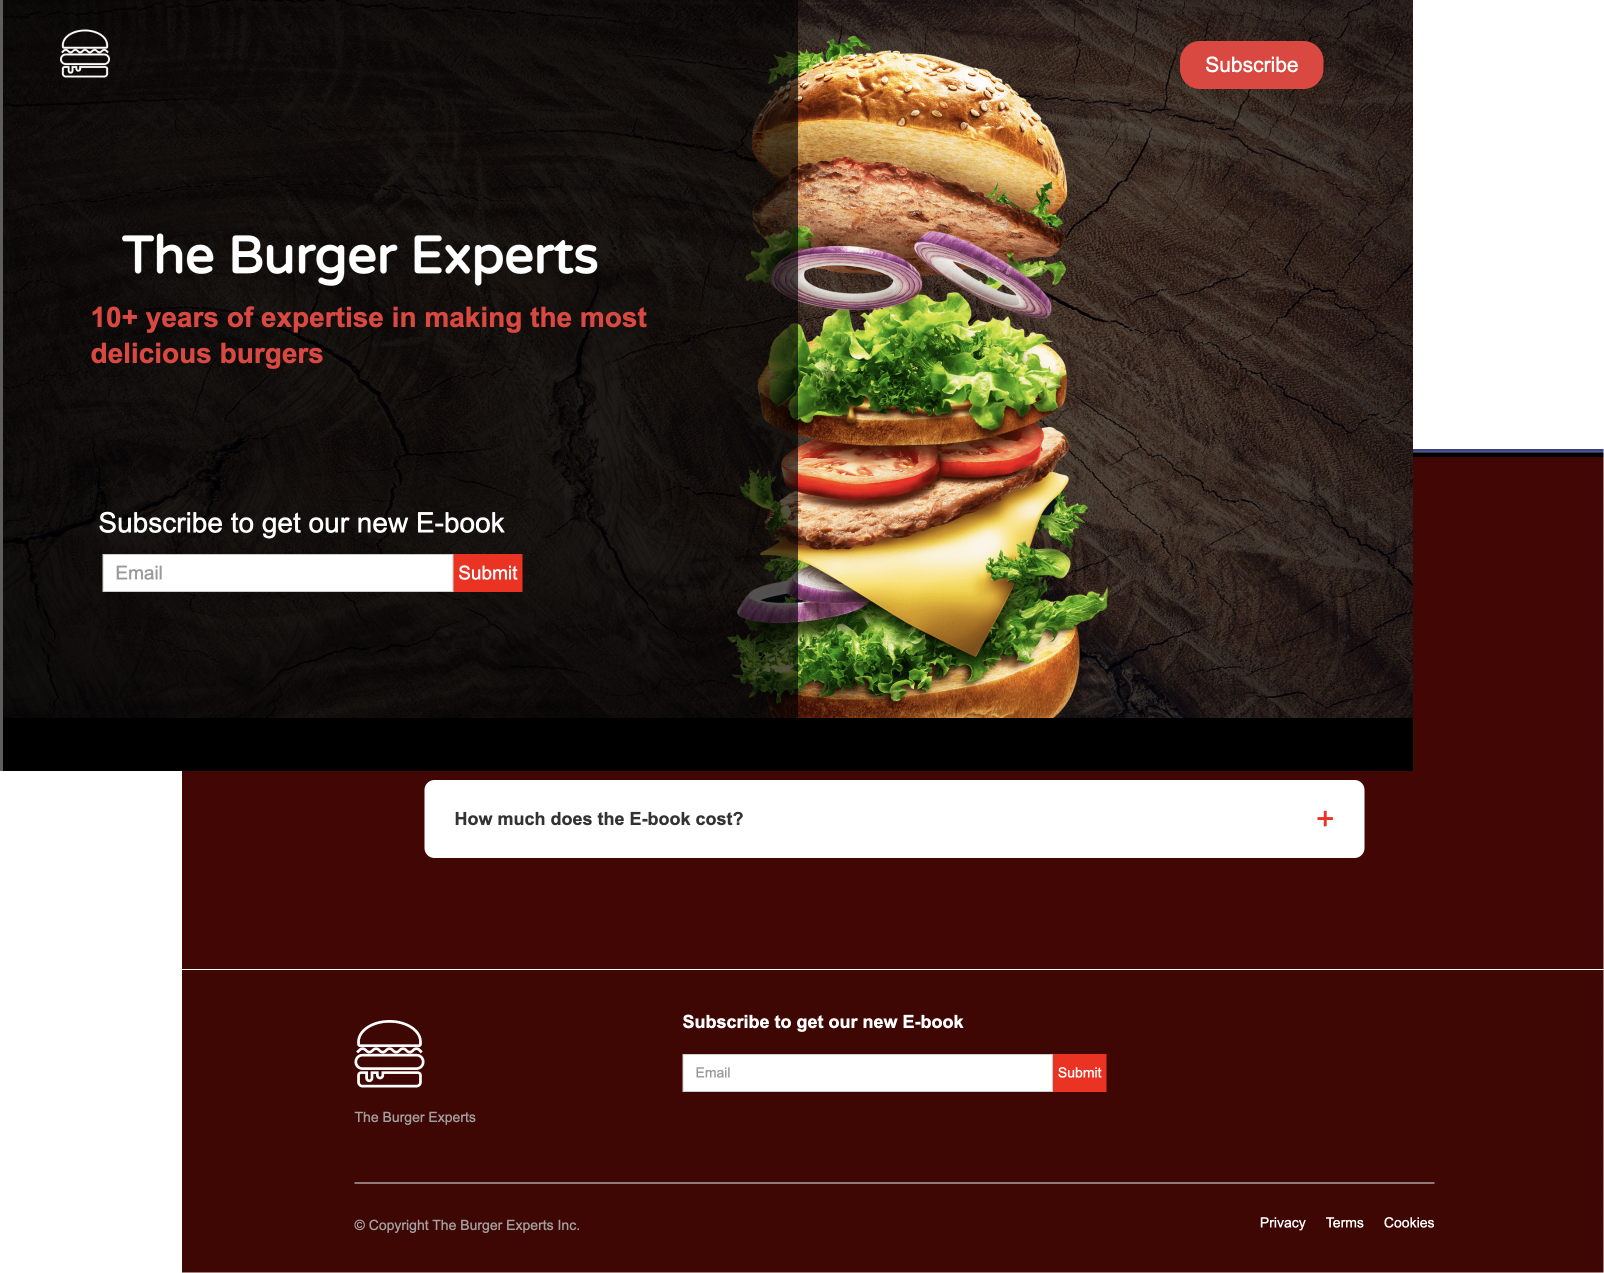 Subscribe
The Burger Experts
10+ years of expertise in making the most
delicious burgers
Subscribe to get our new E-book
Email
Submit
How much does the E-book cost?
+
Subscribe to get our new E-book
Email
Submit
The Burger Experts
© Copyright The Burger Experts Inc.
Privacy Terms Cookies